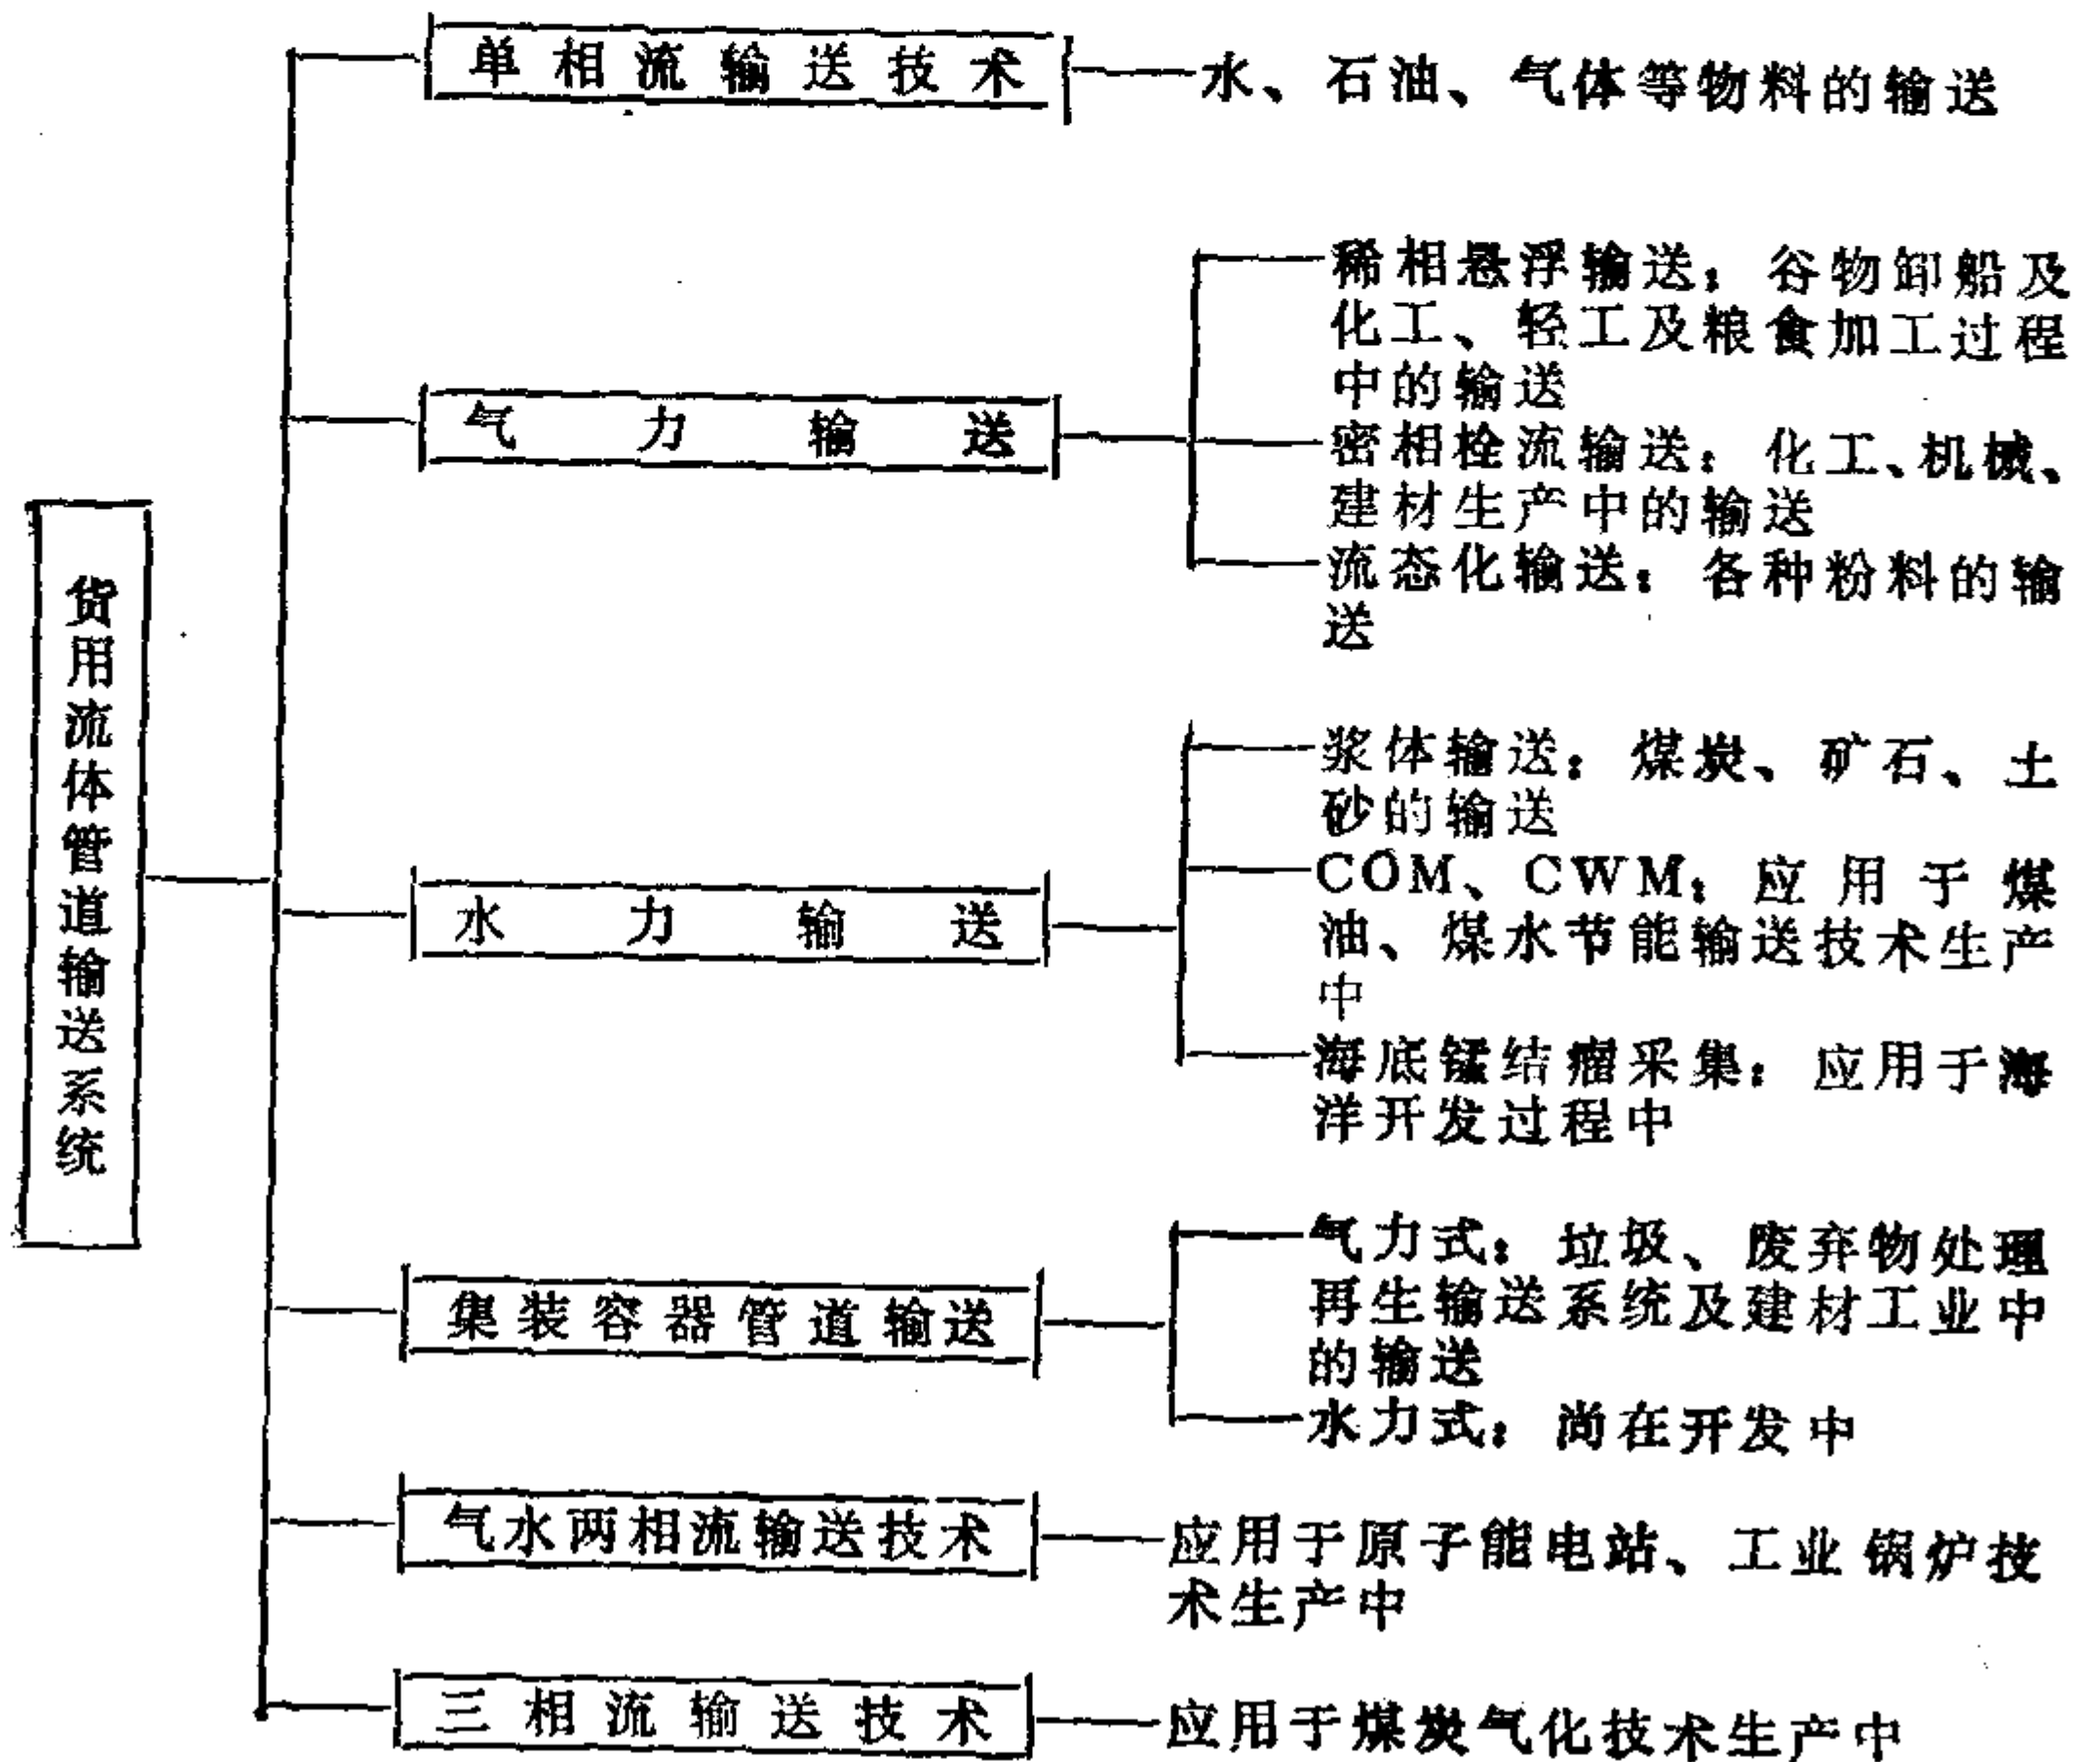 单相流输送技术
水、石油、气体等物料的输送
气力输送
稀相悬浮输送：谷物卸船及
化工、轻工及粮食加工过程
中的输送
密相栓流输送：化工、机械、
建材生产中的输送
流态化输送：各种粉料的输
送
货用流体管道输送系统
水力输送
浆体输送：煤炭、矿石、土
砂的输送
COM、CWM：应用于煤
油、煤水节能输送技术生产
中
海底锰结瘤采集：应用于海
洋开发过程中
集装容器管道输送
气力式：垃圾、废弃物处理
再生输送系统及建材工业中
的输送
水力式：尚在开发中
气水两相流输送技术
应用于原子能电站、工业锅炉技
术生产中
三相流输送技术
应用于煤炭气化技术生产中